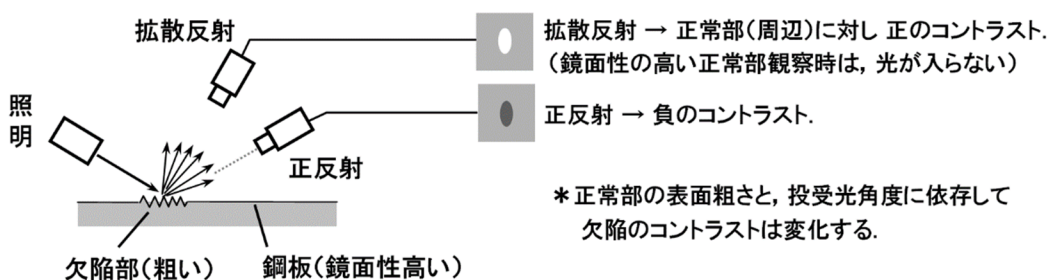 拡散反射
拡散反射 → 正常部(周辺)に対し 正のコントラスト.
(鏡面性の高い正常部観察時は, 光が入らない)
照明
正反射
正反射 → 負のコントラスト.
*正常部の表面粗さと, 投受光角度に依存して
欠陥のコントラストは変化する.
欠陥部(粗い)
鋼板(鏡面性高い)